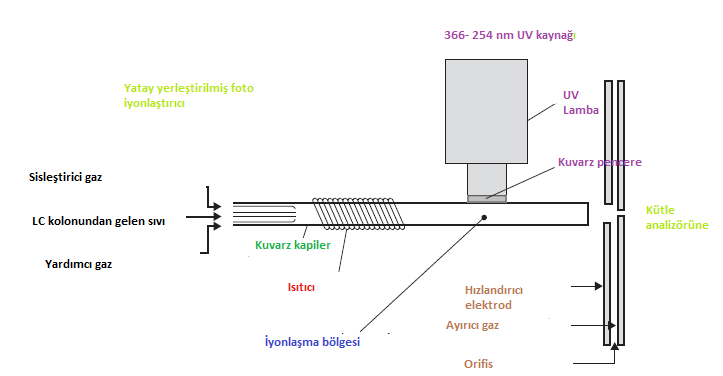 366- 254 nm UV kaynağı
Yatay yerleştirilmiş foto
iyonlaştırıcı
UV
Lamba
Kuvarz pencere
Sisleştirici gaz
LC kolonundan gelen sıvı
Yardımcı gaz
Kuvarz kapiler
Isıtıcı
Kütle
analizörüne
Hızlandırıcı
elektrod
Ayırıcı gaz
İyonlaşma bölgesi
Orifis